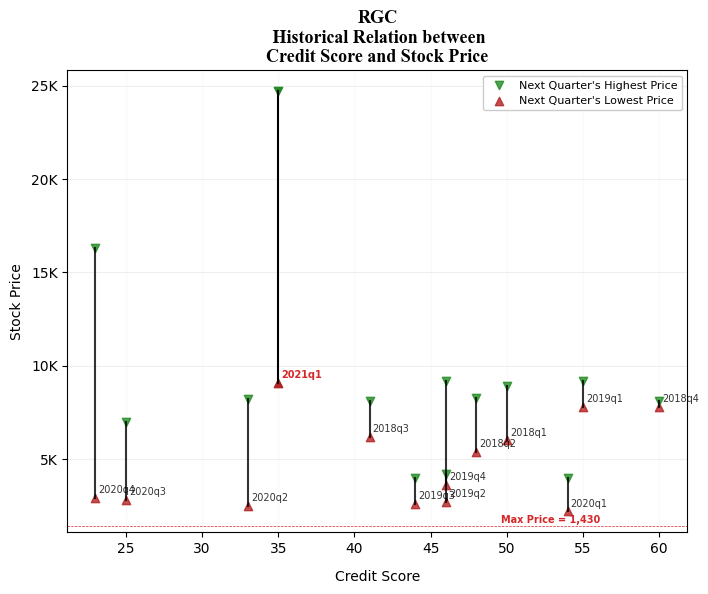 RGC
Historical Relation between
Credit Score and Stock Price
Next Quarter's Highest Price
Next Quarter's Lowest Price
Stock Price
25K
20K
15K
10K
5K
2021q1
2018q4
2019q1
2018q3
2018q1
2018q2
2019q4
2020q4
2020q3
2019q3
2019q2
2020q2
2020q1
Max Price = 1,430
25
30
35
40
45
50
55
60
Credit Score